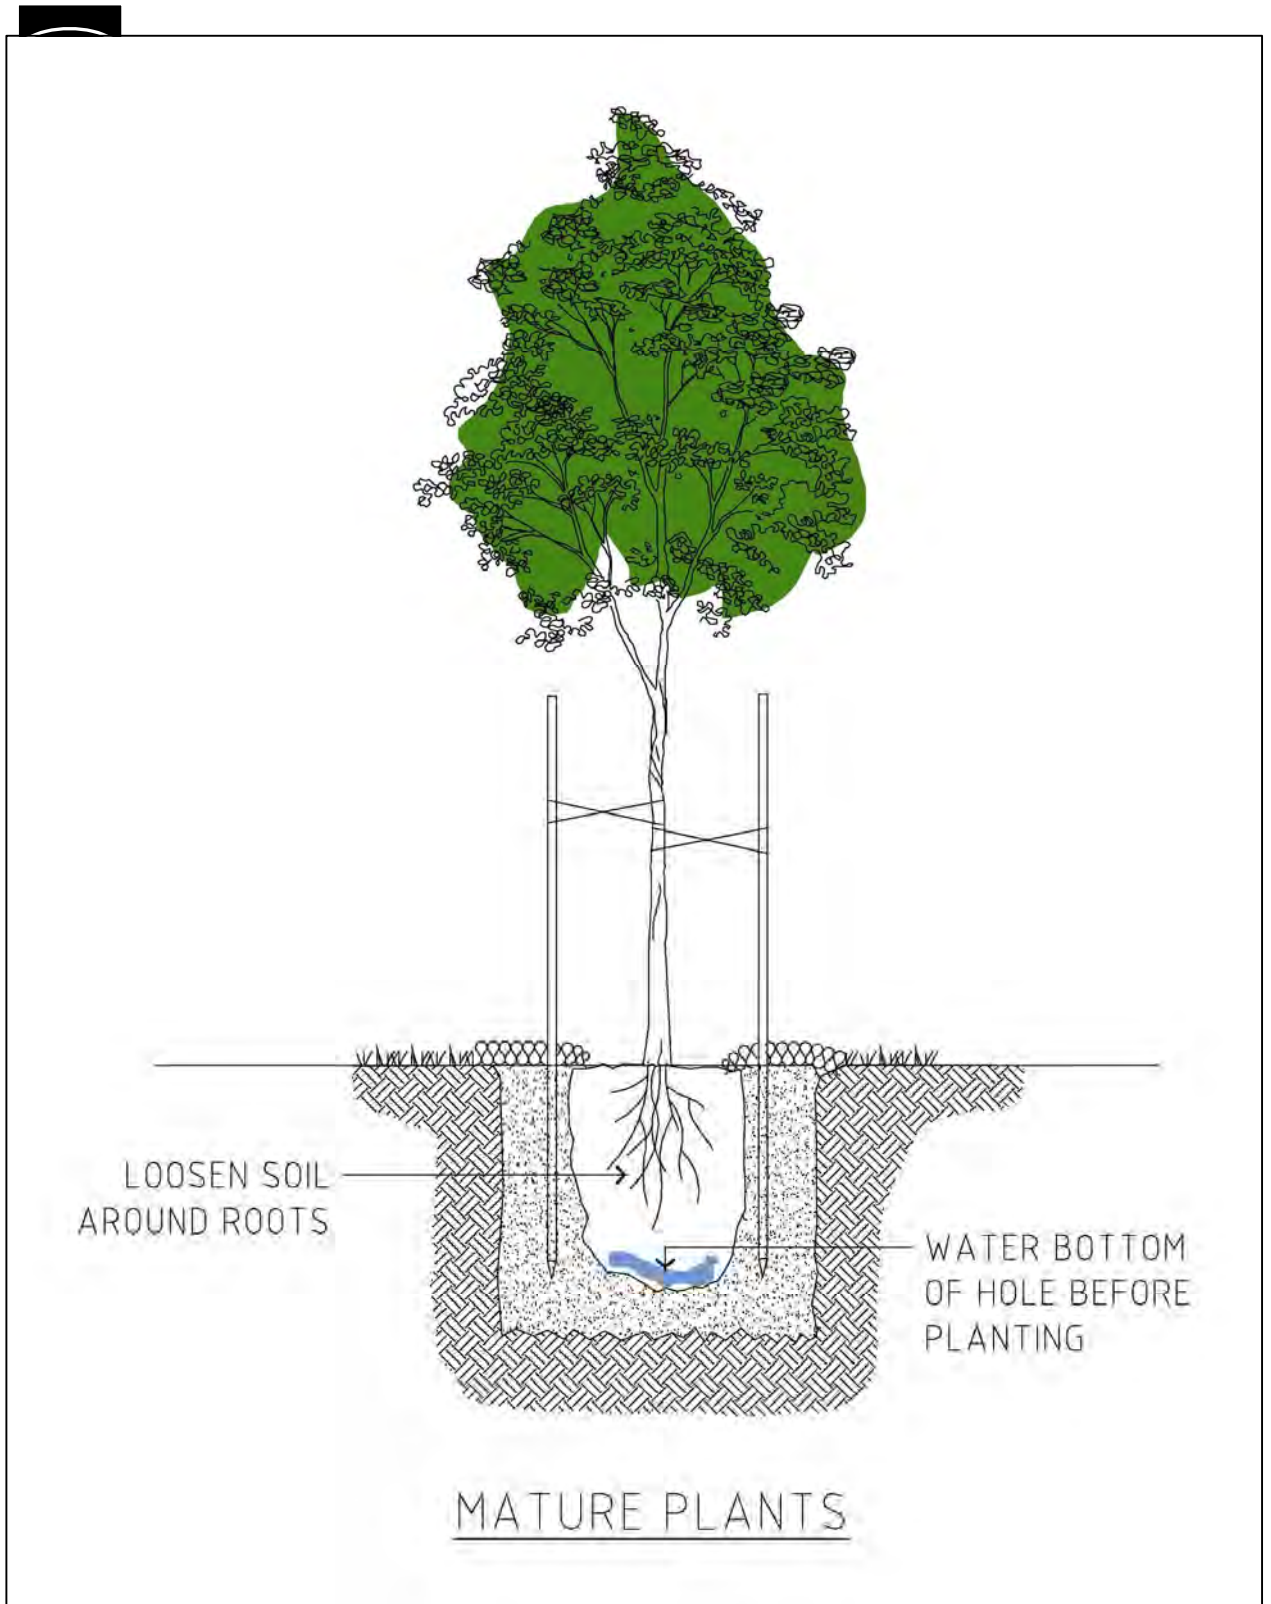 LOOSEN SOIL
AROUND ROOTS
WATER BOTTOM
OF HOLE BEFORE
PLANTING
MATURE PLANTS